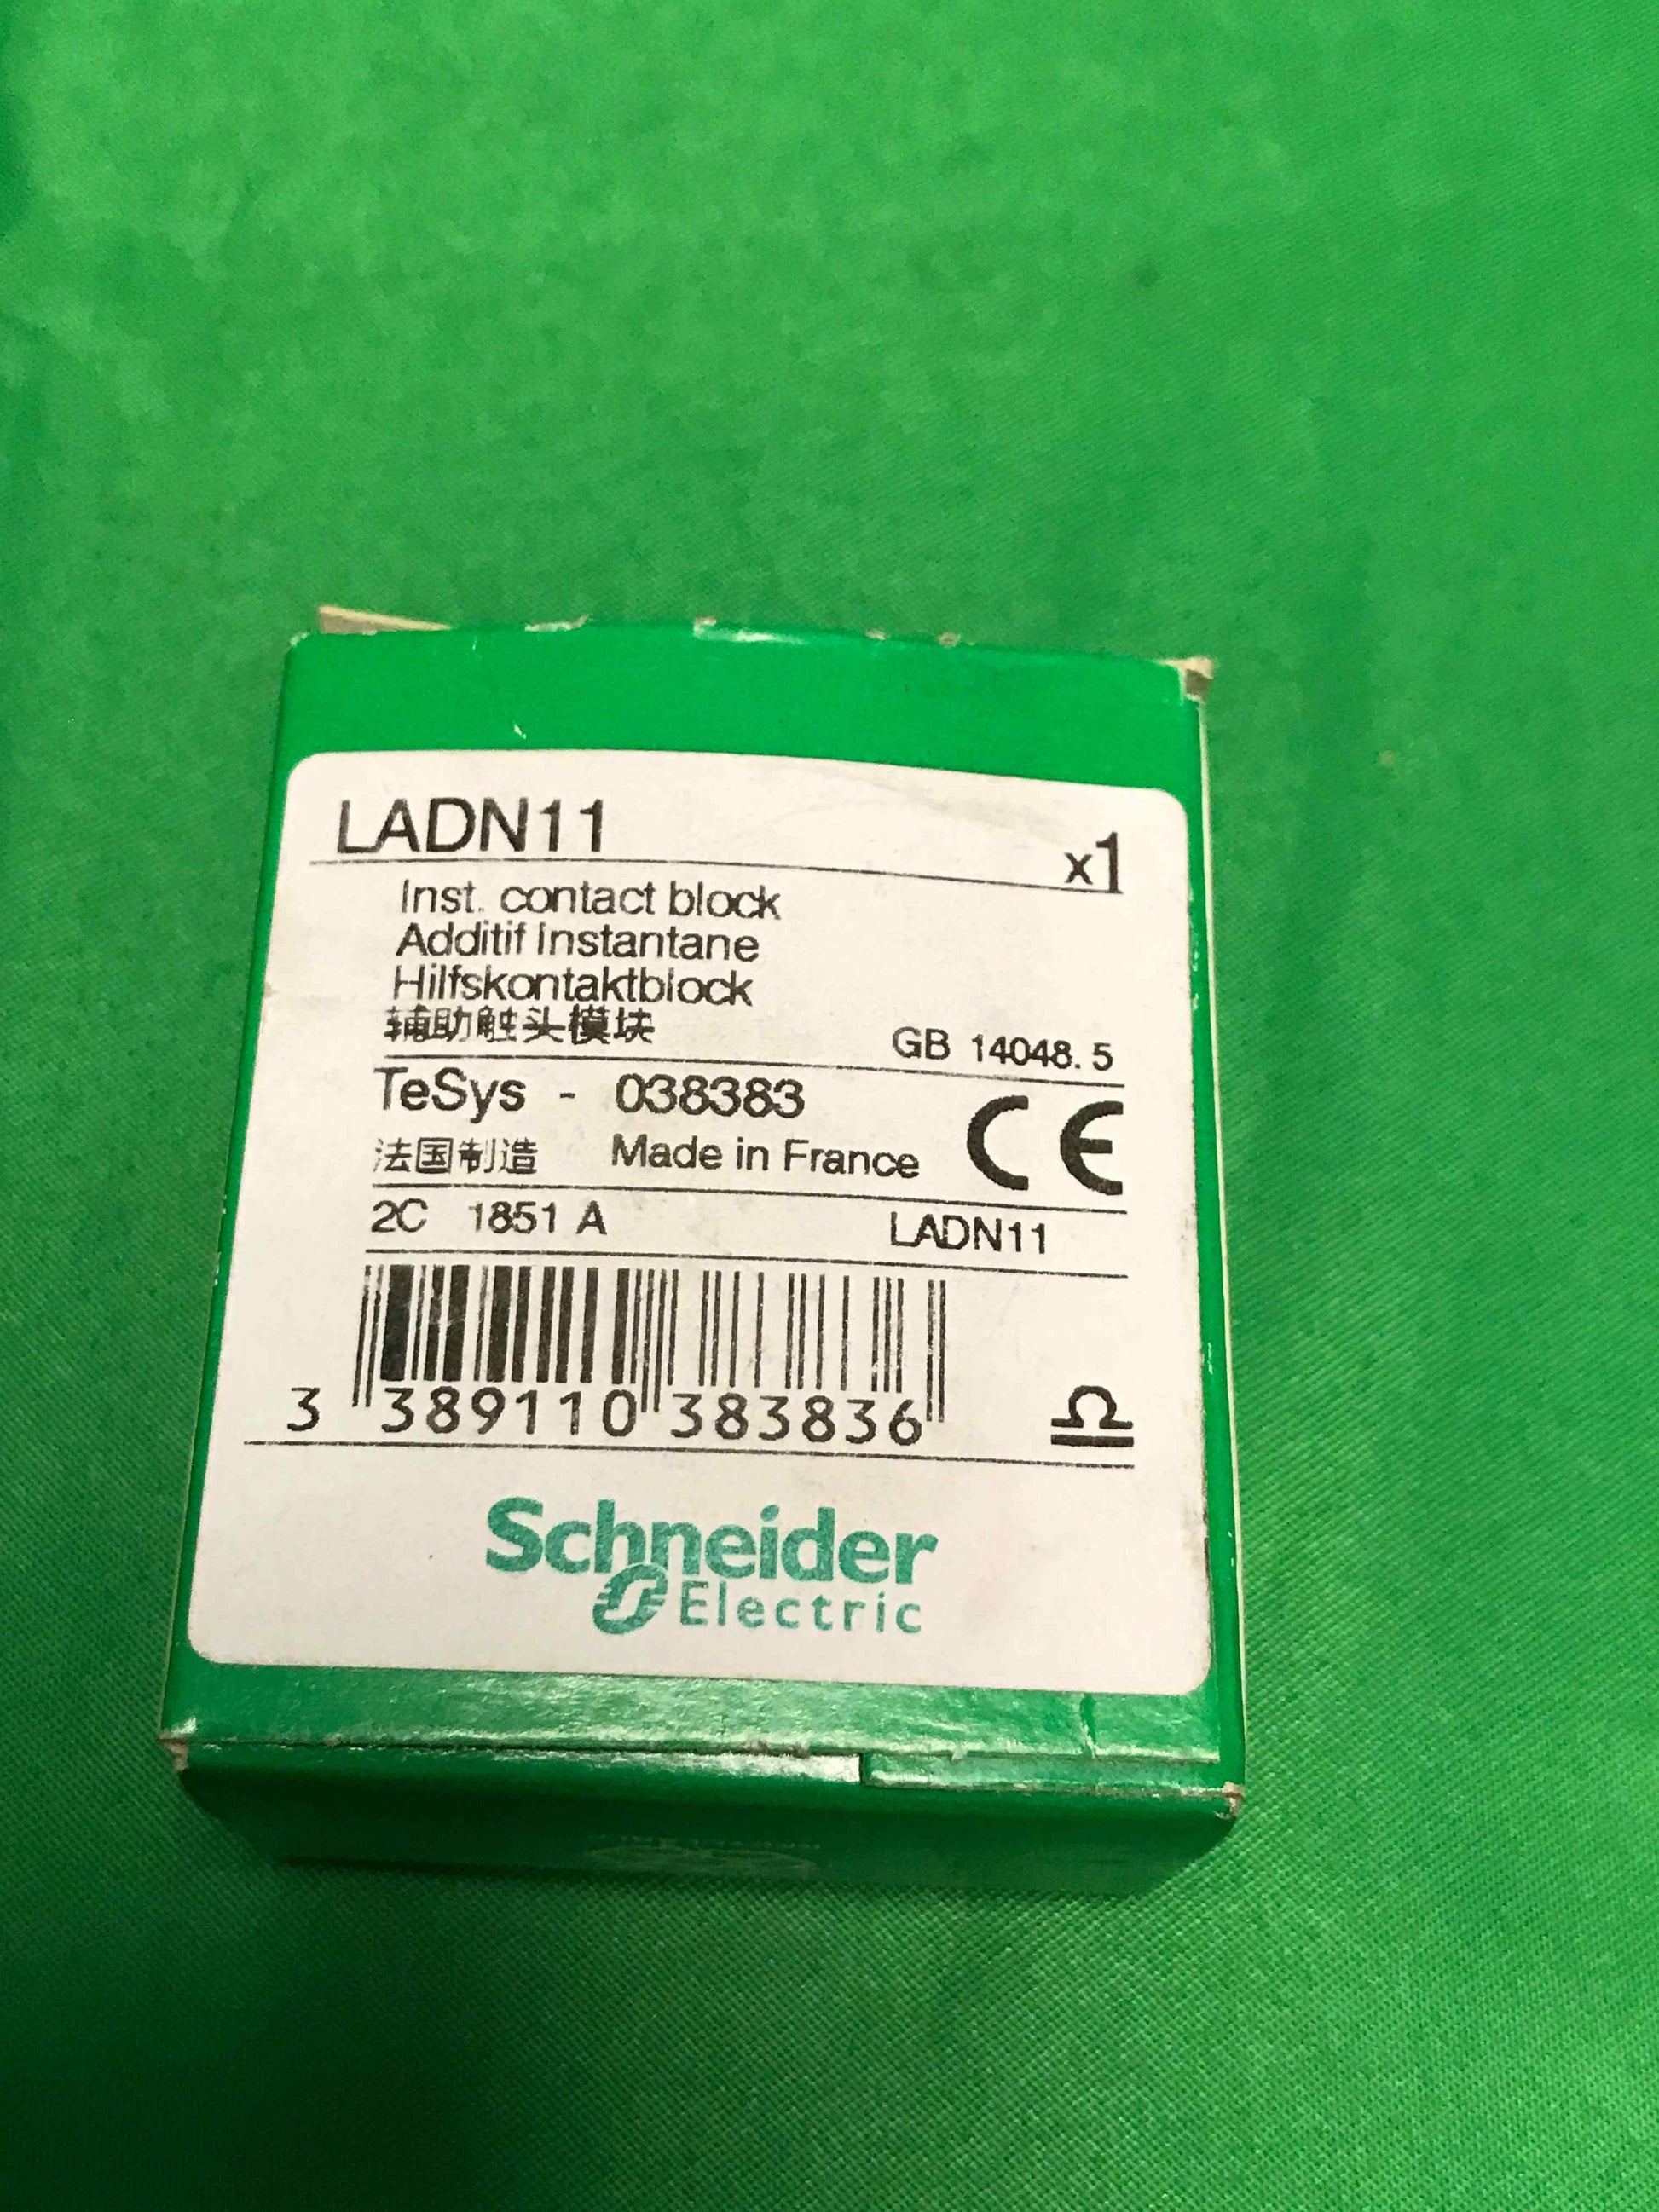 LADN11
x1
Inst. contact block
Additif Instantane
Hilfskontaktblock
辅助触头模块
GB 14048.5
TeSys - 038383
法国制造 Made in France
CE
2C 1851 A LADN11
3 389110 383836
Schneider
Electric